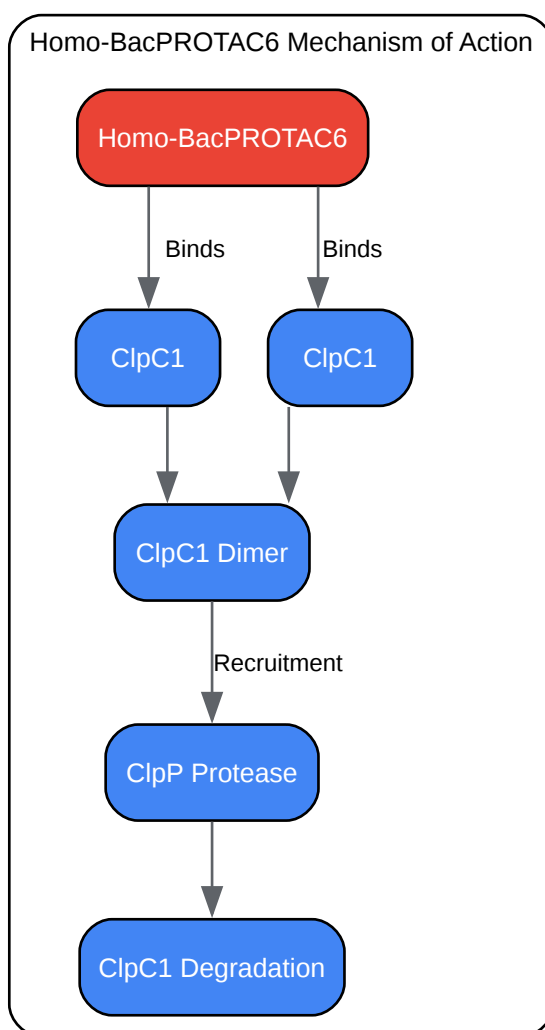 Homo-BacPROTAC6 Mechanism of Action
Homo-BacPROTAC6
Binds
Binds
ClpC1
ClpC1
ClpC1 Dimer
Recruitment
ClpP Protease
ClpC1 Degradation